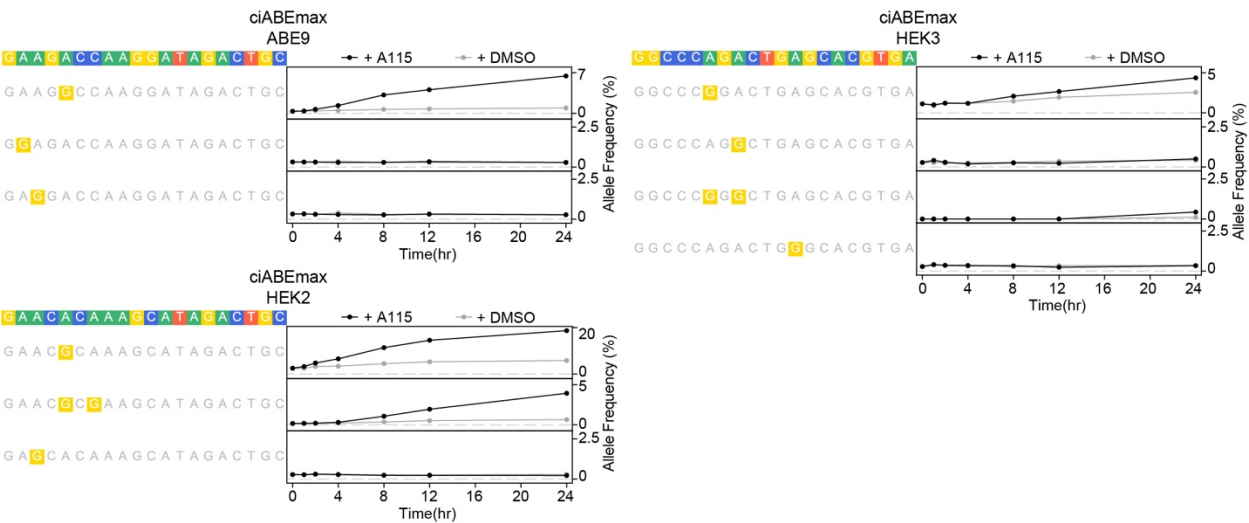 ciABEmax
ABE9
GAAGACCAAGGATAGACTGC
+ A115 + DMSO
GAAGGCCAAGGATAGACTGC
GGAGACCAAGGATAGACTGC
GAGGACCAAGGATAGACTGC
7
0
2.5
0
2.5
0
Allele Frequency (%)
0 4 8 12 16 20 24
Time(hr)
ciABEmax
HEK3
GGCCCAGACTGAGCACGTGA
+ A115 + DMSO
GGCCCGGACTGAGCACGTGA
GGCCCAGGCTGAGCACGTGA
GGCCCGGGCTGAGCACGTGA
GGCCCAGACTGGGCACGTGA
5
0
2.5
0
2.5
0
2.5
0
Allele Frequency (%)
0 4 8 12 16 20 24
Time(hr)
ciABEmax
HEK2
GAACACAAAGCATAGACTGC
+ A115 + DMSO
GAACGCAAAGCATAGACTGC
GAACGCGAAGCATAGACTGC
GAGCACAAAGCATAGACTGC
20
0
5
0
2.5
0
Allele Frequency (%)
0 4 8 12 16 20 24
Time(hr)